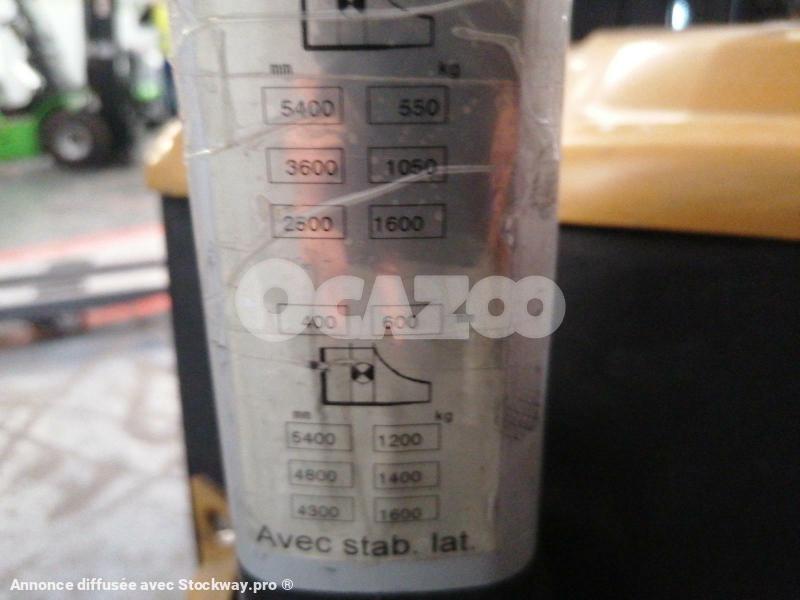 mm kg
5400 550
3600 1050
2800 1600
OCAZOO
400 600
mm kg
5400 1200
4800 1400
4300 1600
Avec stab. lat.
Annonce diffusée avec Stockway.pro ®